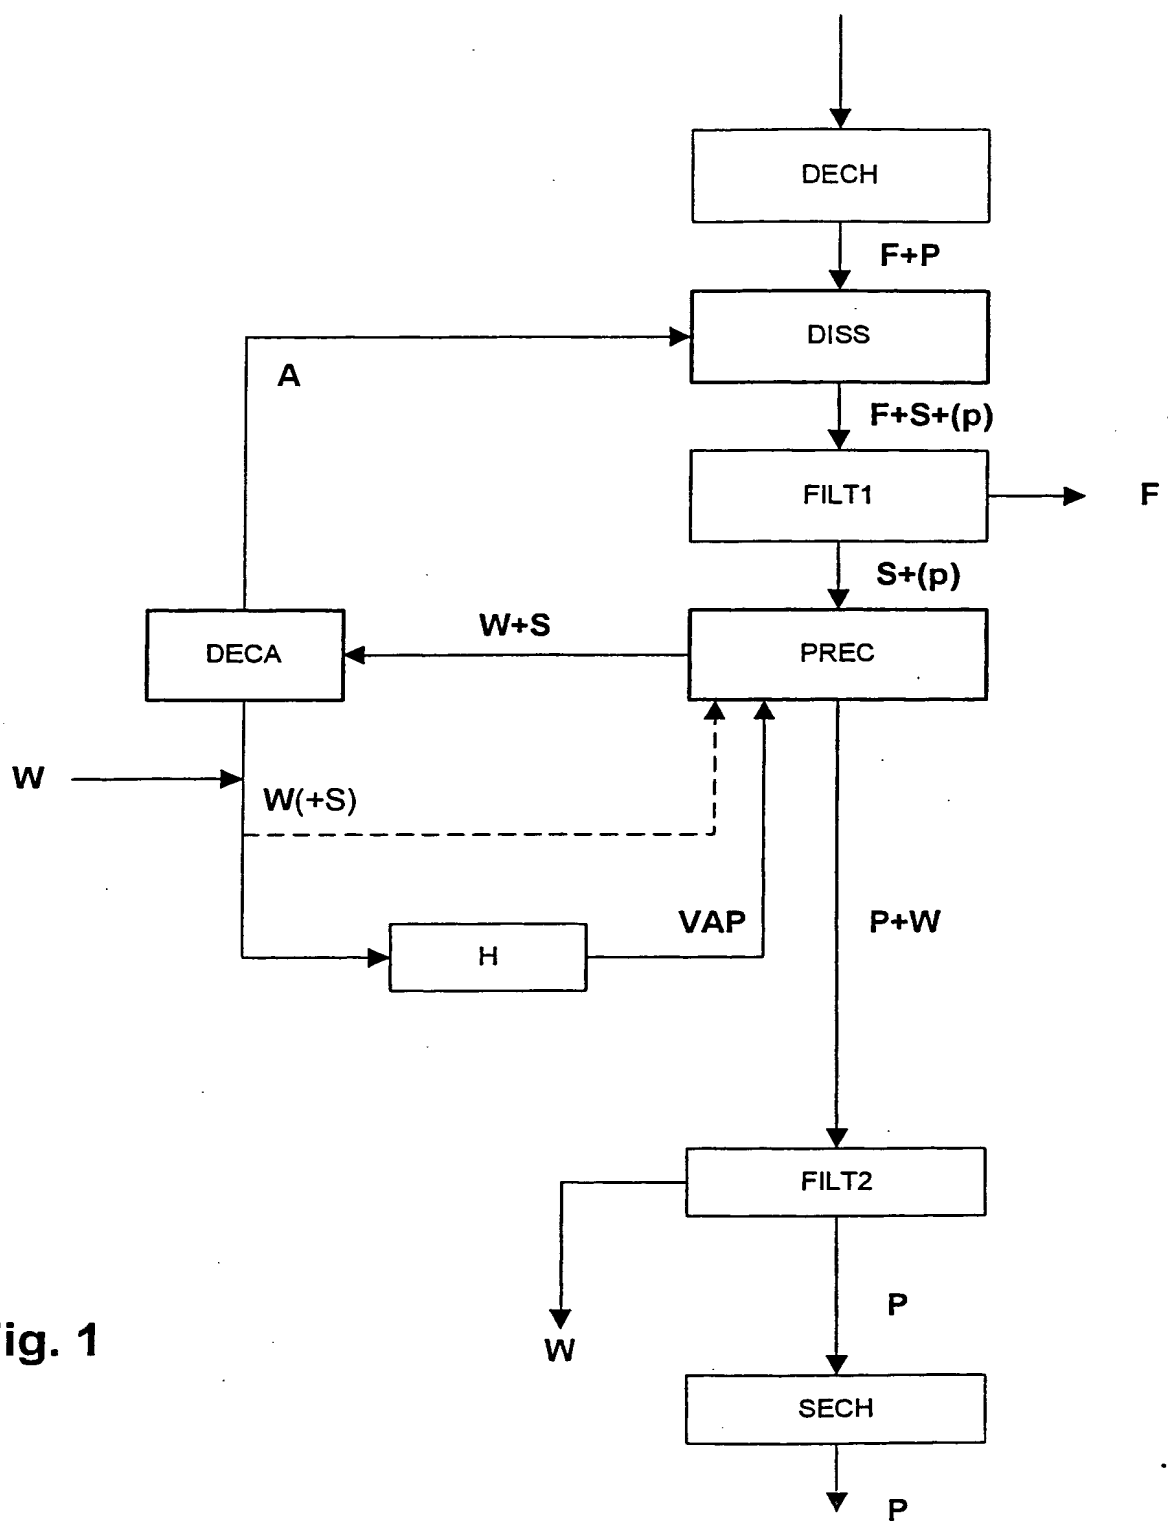 DECH
F+P
DISS
A
F+S+(p)
FILT1
F
S+(p)
W+S
DECA
PREC
W
W(+S)
VAP
P+W
H
FILT2
P
ig. 1
W
SECH
P